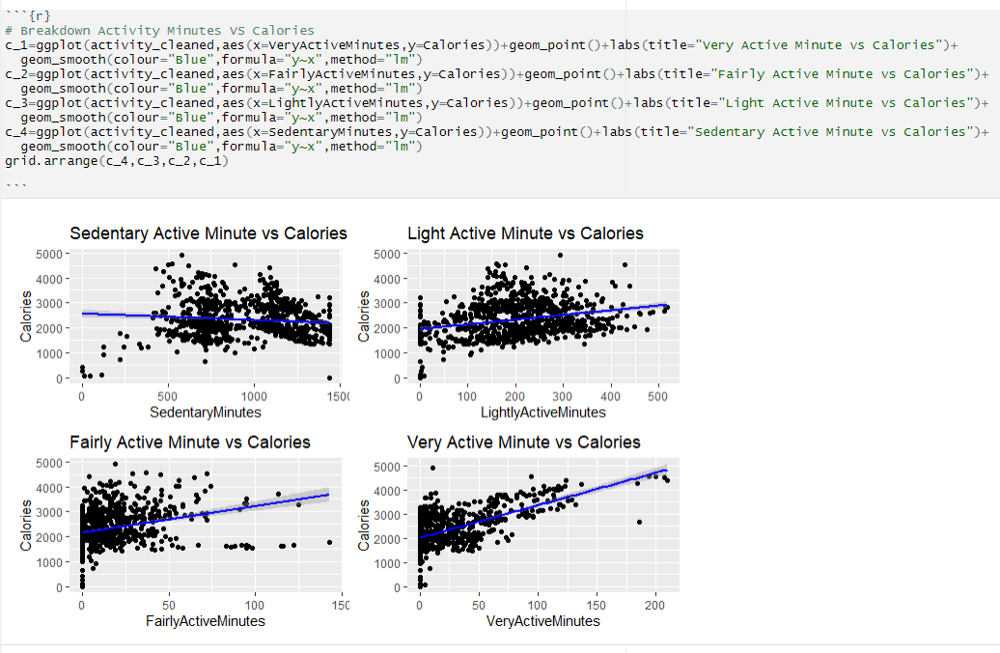 ```{r}
# Breakdown Activity Minutes VS Calories
c_1=ggplot(activity_cleaned,aes(x=VeryActiveMinutes,y=Calories))+geom_point()+labs(title="Very Active Minute vs Calories")+
  geom_smooth(colour="Blue",formula="y~x",method="lm")
c_2=ggplot(activity_cleaned,aes(x=FairlyActiveMinutes,y=Calories))+geom_point()+labs(title="Fairly Active Minute vs Calories")+
  geom_smooth(colour="Blue",formula="y~x",method="lm")
c_3=ggplot(activity_cleaned,aes(x=LightlyActiveMinutes,y=Calories))+geom_point()+labs(title="Light Active Minute vs Calories")+
  geom_smooth(colour="Blue",formula="y~x",method="lm")
c_4=ggplot(activity_cleaned,aes(x=SedentaryMinutes,y=Calories))+geom_point()+labs(title="Sedentary Active Minute vs Calories")+
  geom_smooth(colour="Blue",formula="y~x",method="lm")
grid.arrange(c_4,c_3,c_2,c_1)
```
Sedentary Active Minute vs Calories
5000
4000
3000
2000
1000
0
Calories
0 500 1000 1500
SedentaryMinutes
Light Active Minute vs Calories
5000
4000
3000
2000
1000
0
Calories
0 100 200 300 400 500
LightlyActiveMinutes
Fairly Active Minute vs Calories
5000
4000
3000
2000
1000
0
Calories
0 50 100 150
FairlyActiveMinutes
Very Active Minute vs Calories
5000
4000
3000
2000
1000
0
Calories
0 50 100 150 200
VeryActiveMinutes